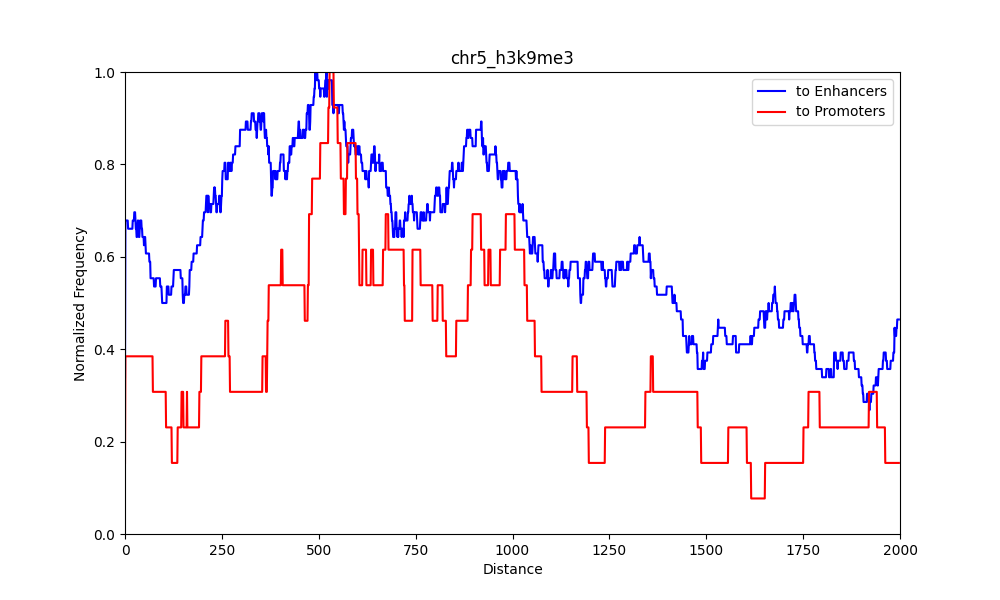 chr5_h3k9me3
to Enhancers
to Promoters
1.0
0.8
0.6
0.4
0.2
0.0
Normalized Frequency
0 250 500 750 1000 1250 1500 1750 2000
Distance